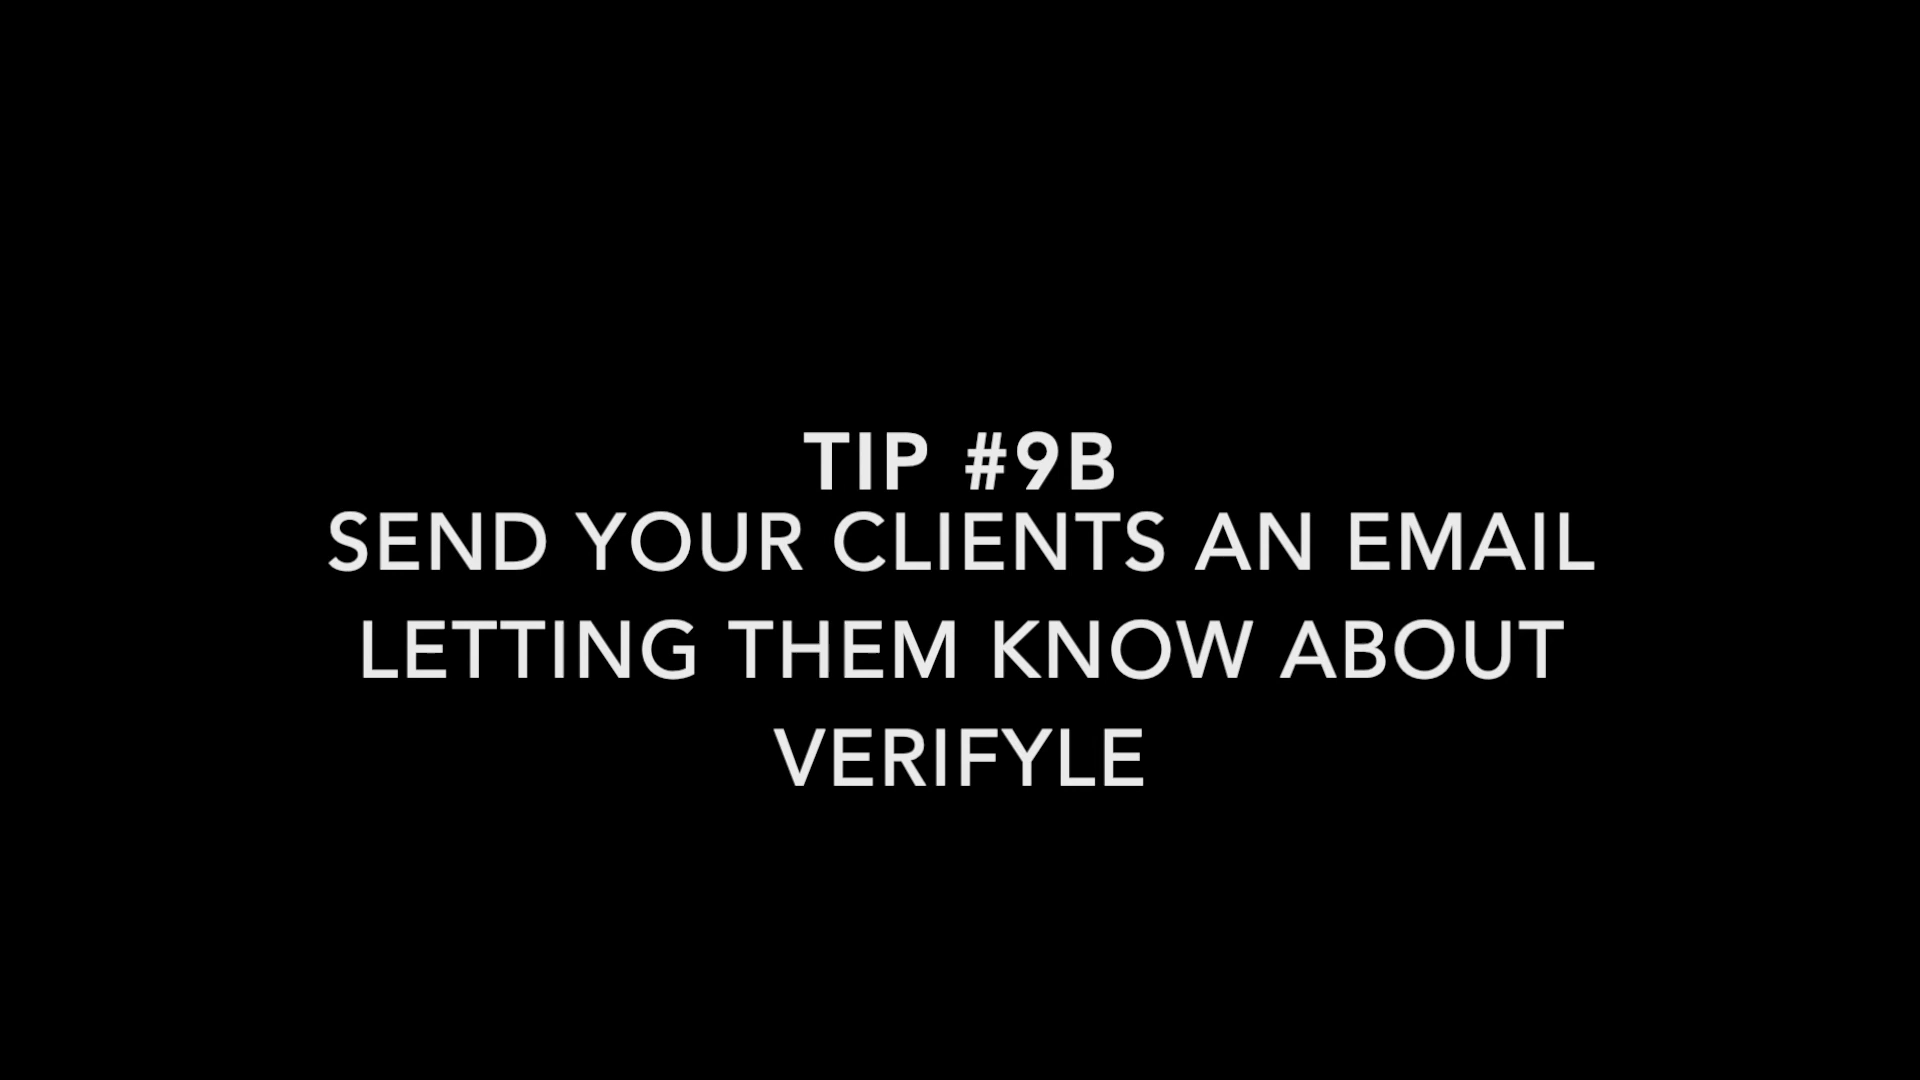 TIP #9B
SEND YOUR CLIENTS AN EMAIL
LETTING THEM KNOW ABOUT
VERIFYLE